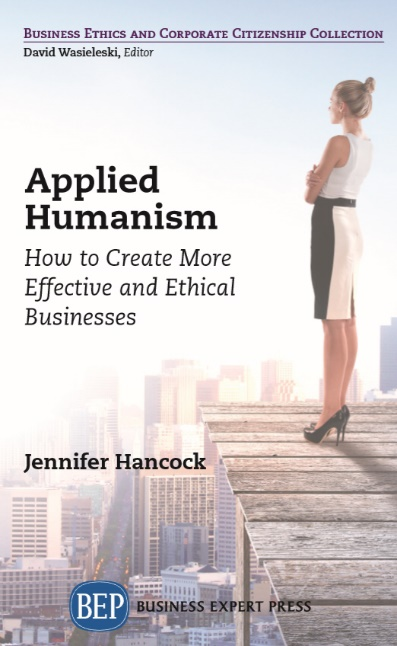 Business Ethics and Corporate Citizenship Collection
David Wasieleski, Editor
Applied
Humanism
How to Create More
Effective and Ethical
Businesses
Jennifer Hancock
BEP BUSINESS EXPERT PRESS